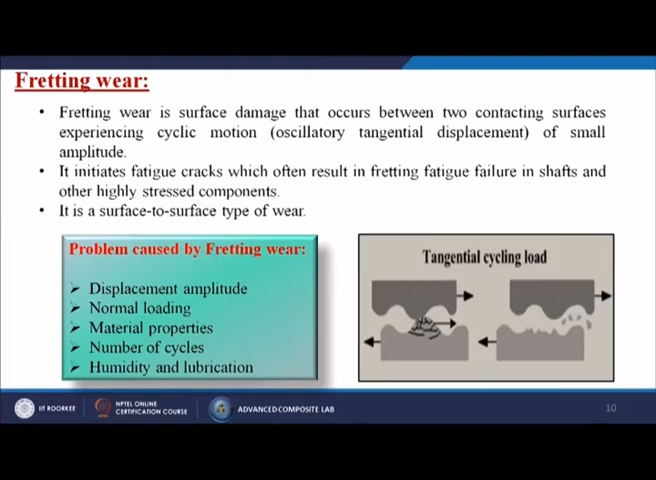 Fretting wear:
• Fretting wear is surface damage that occurs between two contacting surfaces
experiencing cyclic motion (oscillatory tangential displacement) of small
amplitude.
• It initiates fatigue cracks which often result in fretting fatigue failure in shafts and
other highly stressed components.
• It is a surface-to-surface type of wear.
Problem caused by Fretting wear:
➢ Displacement amplitude
➢ Normal loading
➢ Material properties
➢ Number of cycles
➢ Humidity and lubrication
Tangential cycling load
IIT ROORKEE
NPTEL ONLINE
CERTIFICATION COURSE
ADVANCED COMPOSITE LAB
10